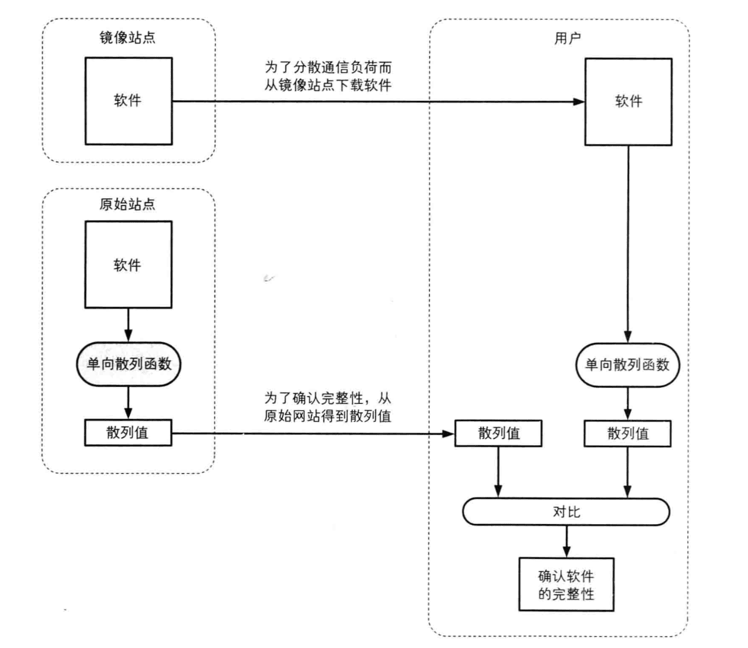 镜像站点
用户
为了分散通信负荷而
从镜像站点下载软件
软件
软件
原始站点
软件
单向散列函数
单向散列函数
为了确认完整性，从
原始网站得到散列值
散列值
散列值
散列值
对比
确认软件
的完整性